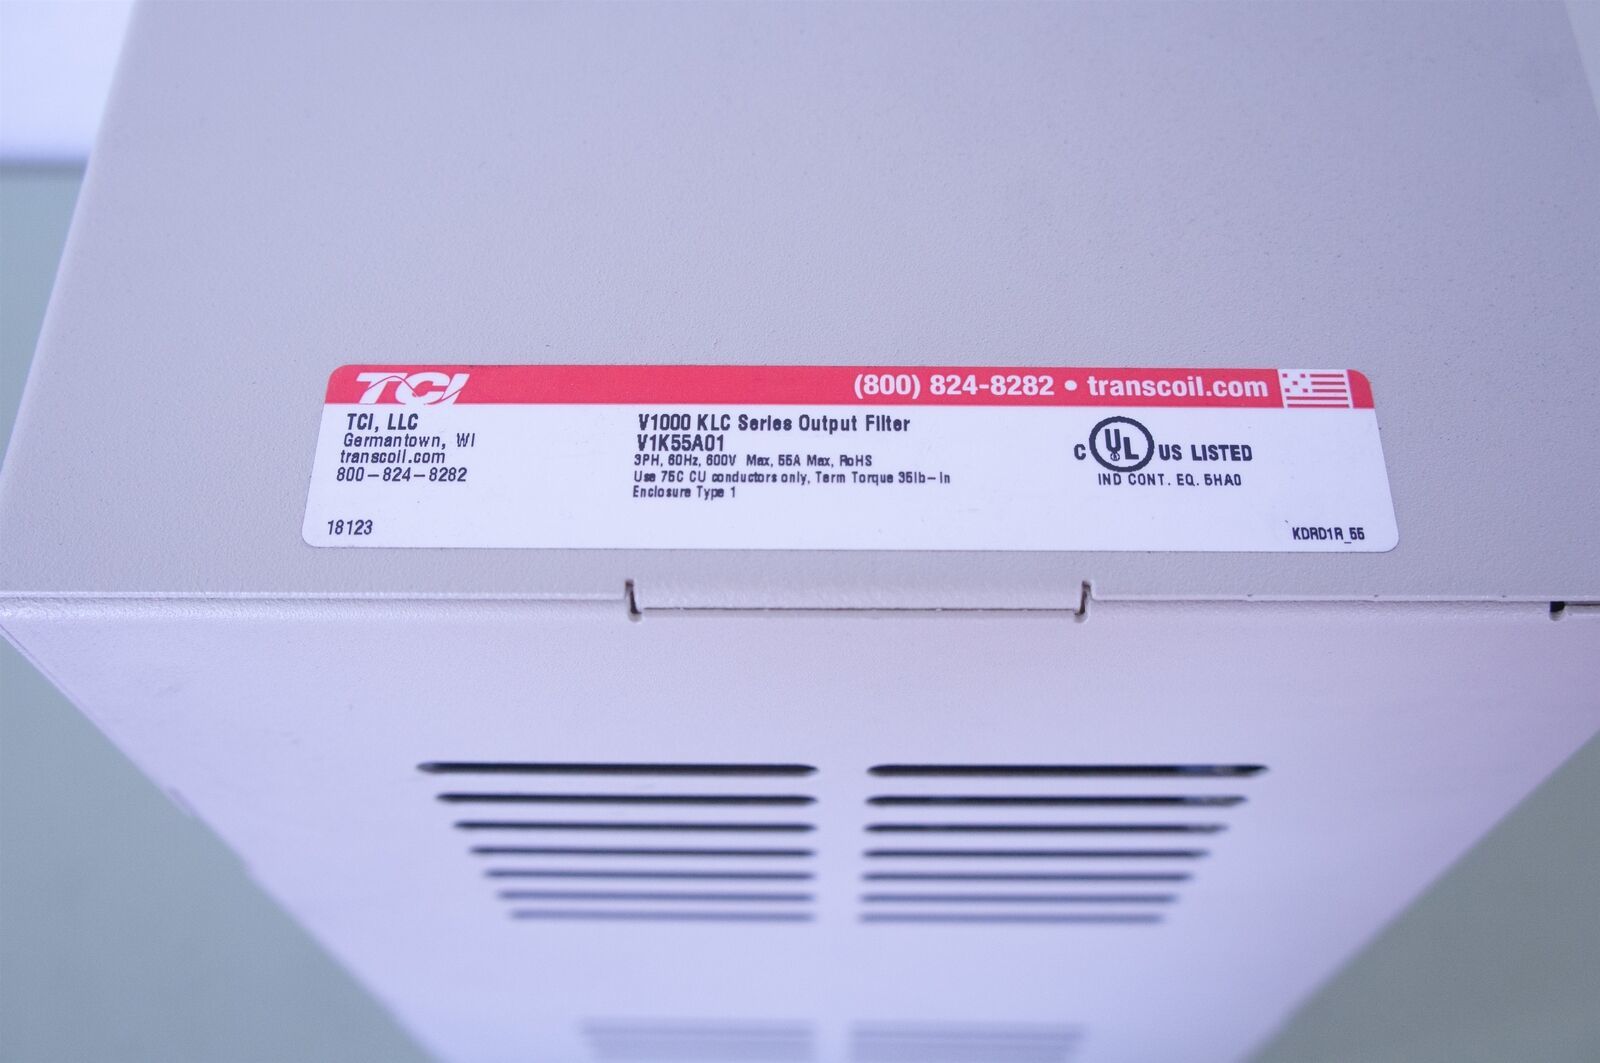 TCI (800) 824-8282 • transcoil.com
TCI, LLC
Germantown, WI
transcoil.com
800-824-8282
18123
V1000 KLC Series Output Filter
V1K55A01
3PH, 60Hz, 600V Max, 55A Max, RoHS
Use 75C CU conductors only, Term Torque 35lb-In
Enclosure Type 1
C UL US LISTED
IND CONT. EQ. 5HA0
KDRD1R_55